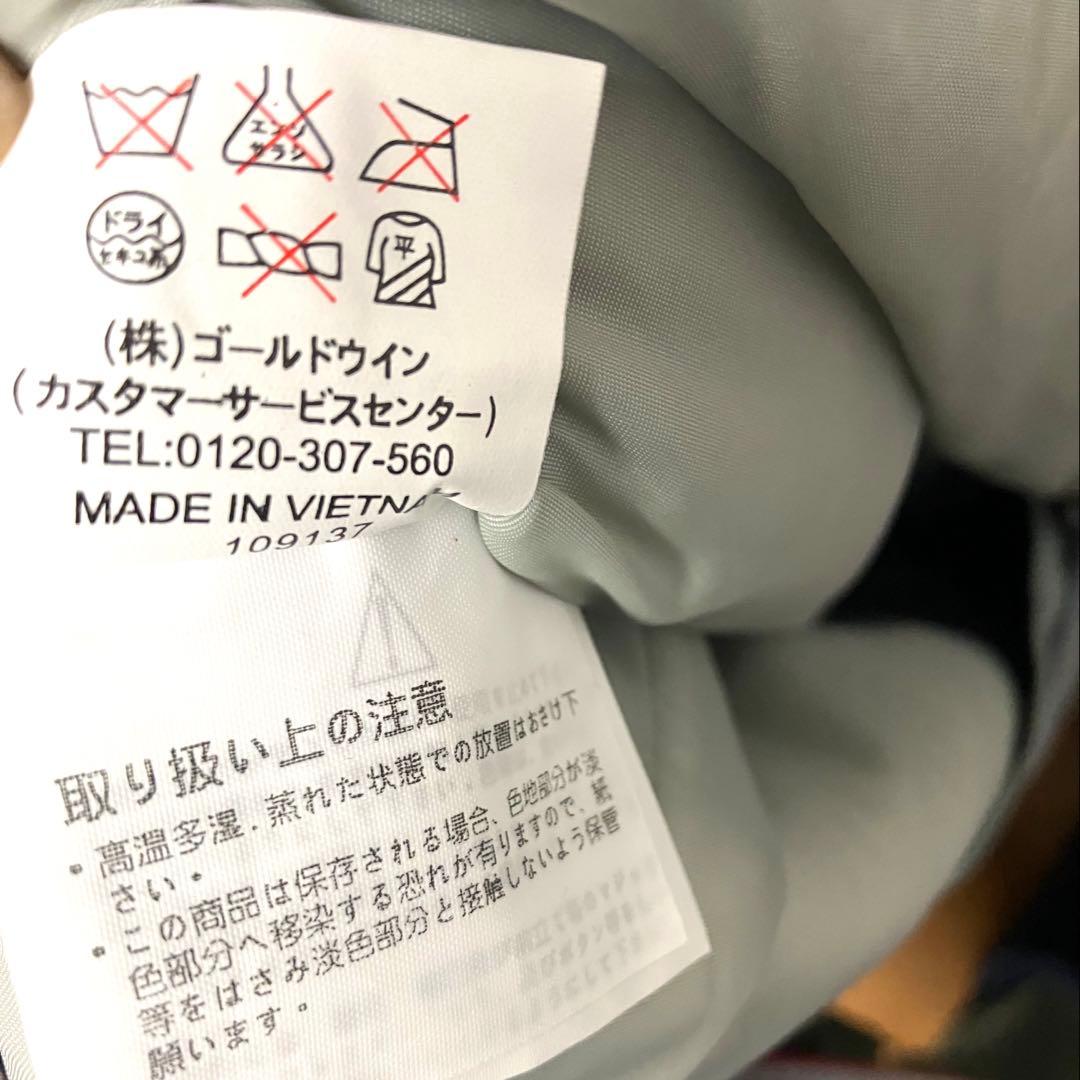 エンソ
サラシ
ドライ
セキユ系
平
(株)ゴールドウイン
(カスタマーサービスセンター)
TEL:0120-307-560
MADE IN VIETNA
109137
取り扱い上の注意
・高温多湿.蒸れた状態での放置はおさけ下
さい。
・この商品は保存される場合、色地部分が淡
色部分へ移染する恐れが有りますので、紙
等をはさみ淡色部分と接触しないよう保管
願います。